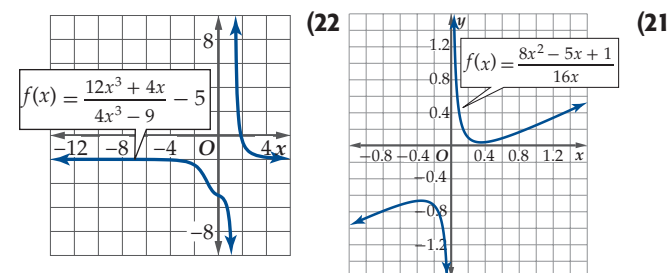 (22
8
f(x) = \frac{12x^3 + 4x}{4x^3 - 9} - 5
-12 -8 -4 O 4 x
-8
(21
y
1.2
0.8
f(x) = \frac{8x^2 - 5x + 1}{16x}
0.4
-0.8 -0.4 O 0.4 0.8 1.2 x
-0.4
-0.8
-1.2